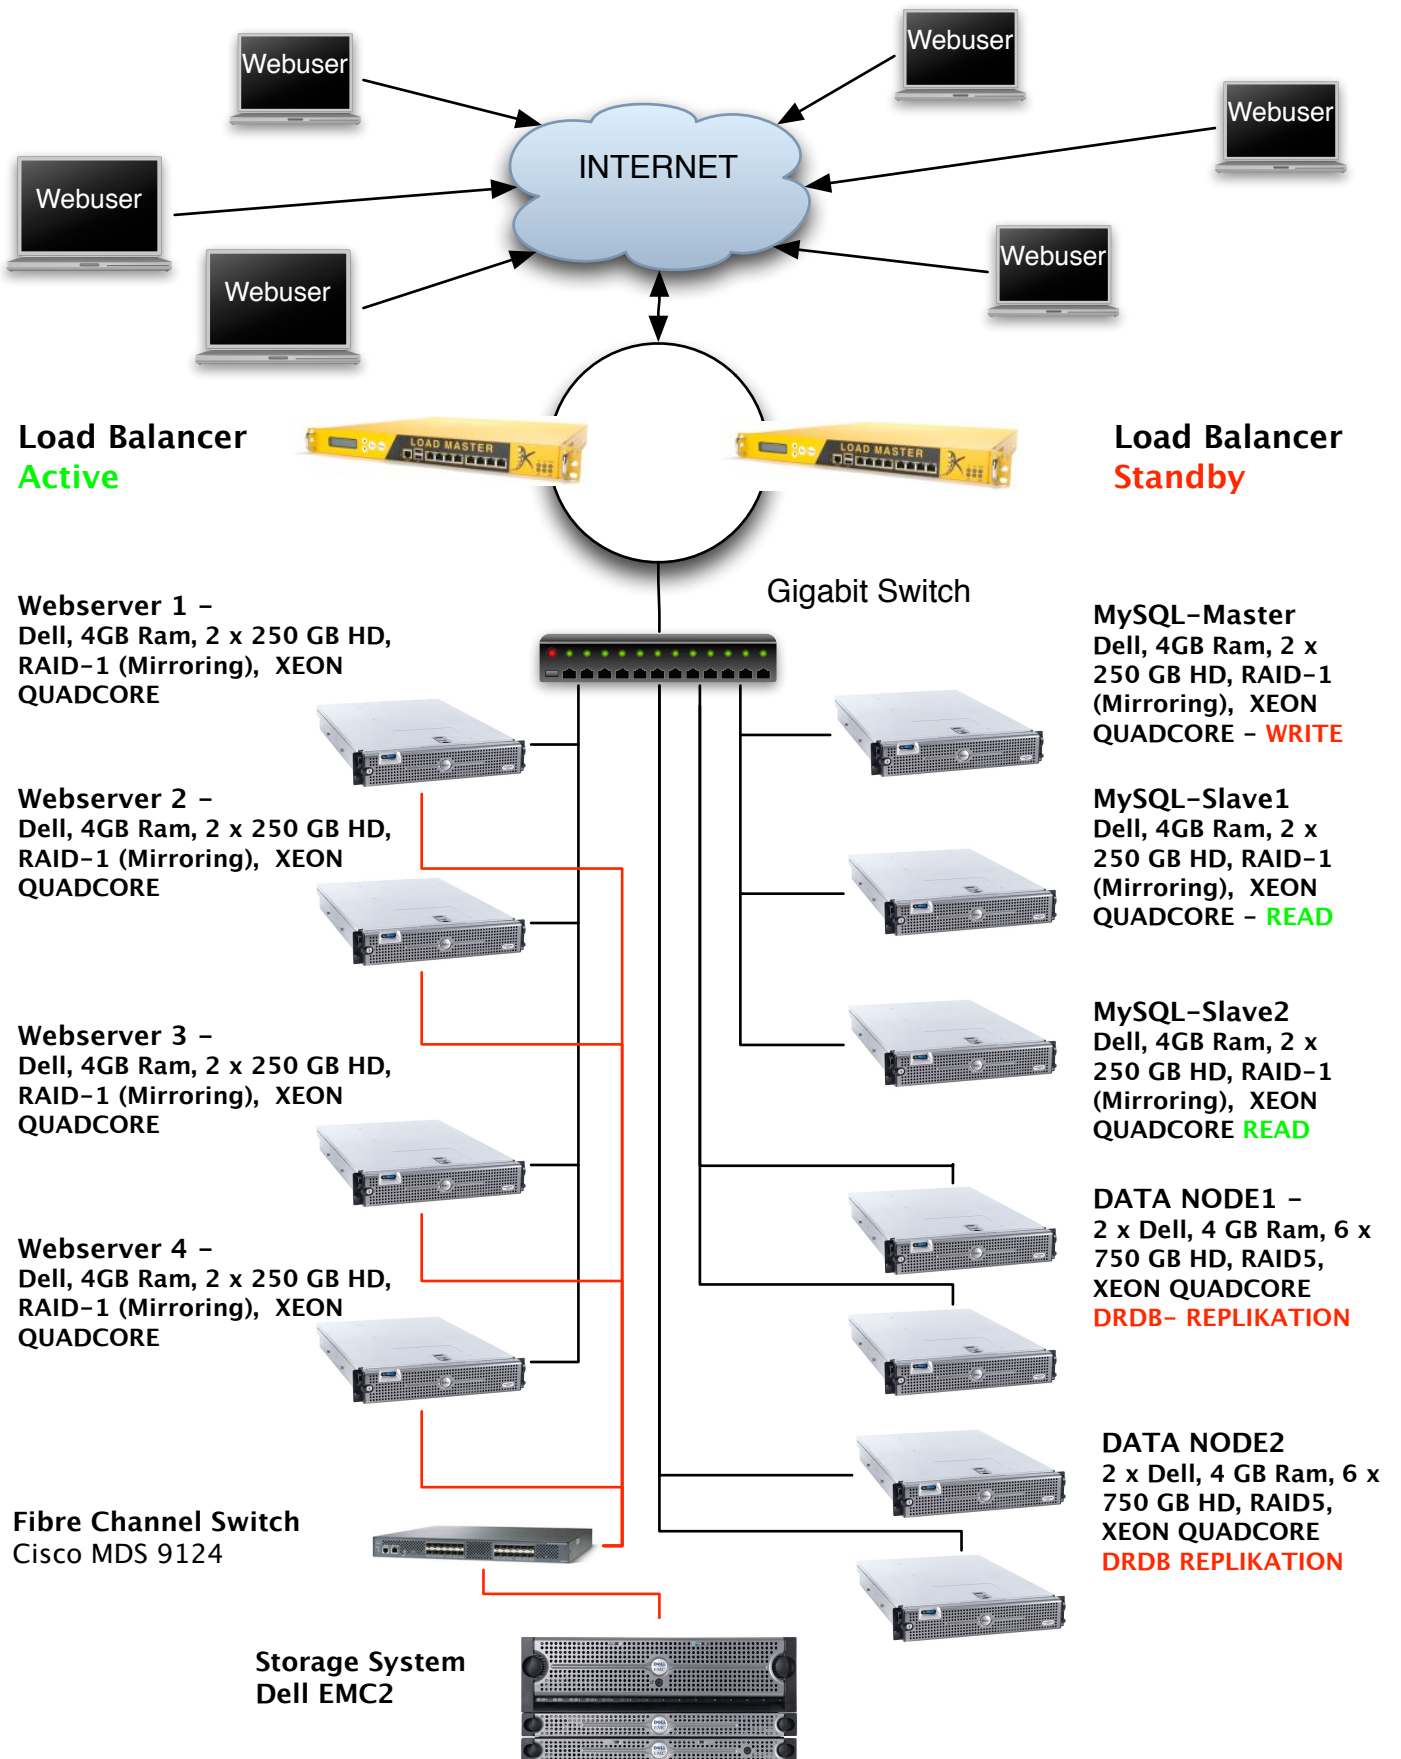 Webuser
Webuser
Webuser
Webuser
Webuser
Webuser
INTERNET
Load Balancer
Active
LOAD MASTER
LOAD MASTER
Load Balancer
Standby
Gigabit Switch
Webserver 1 –
Dell, 4GB Ram, 2 x 250 GB HD,
RAID-1 (Mirroring), XEON
QUADCORE
Webserver 2 –
Dell, 4GB Ram, 2 x 250 GB HD,
RAID-1 (Mirroring), XEON
QUADCORE
Webserver 3 –
Dell, 4GB Ram, 2 x 250 GB HD,
RAID-1 (Mirroring), XEON
QUADCORE
Webserver 4 –
Dell, 4GB Ram, 2 x 250 GB HD,
RAID-1 (Mirroring), XEON
QUADCORE
MySQL-Master
Dell, 4GB Ram, 2 x
250 GB HD, RAID-1
(Mirroring), XEON
QUADCORE – WRITE
MySQL-Slave1
Dell, 4GB Ram, 2 x
250 GB HD, RAID-1
(Mirroring), XEON
QUADCORE – READ
MySQL-Slave2
Dell, 4GB Ram, 2 x
250 GB HD, RAID-1
(Mirroring), XEON
QUADCORE READ
DATA NODE1 –
2 x Dell, 4 GB Ram, 6 x
750 GB HD, RAID5,
XEON QUADCORE
DRDB- REPLIKATION
DATA NODE2
2 x Dell, 4 GB Ram, 6 x
750 GB HD, RAID5,
XEON QUADCORE
DRDB REPLIKATION
Fibre Channel Switch
Cisco MDS 9124
Storage System
Dell EMC2